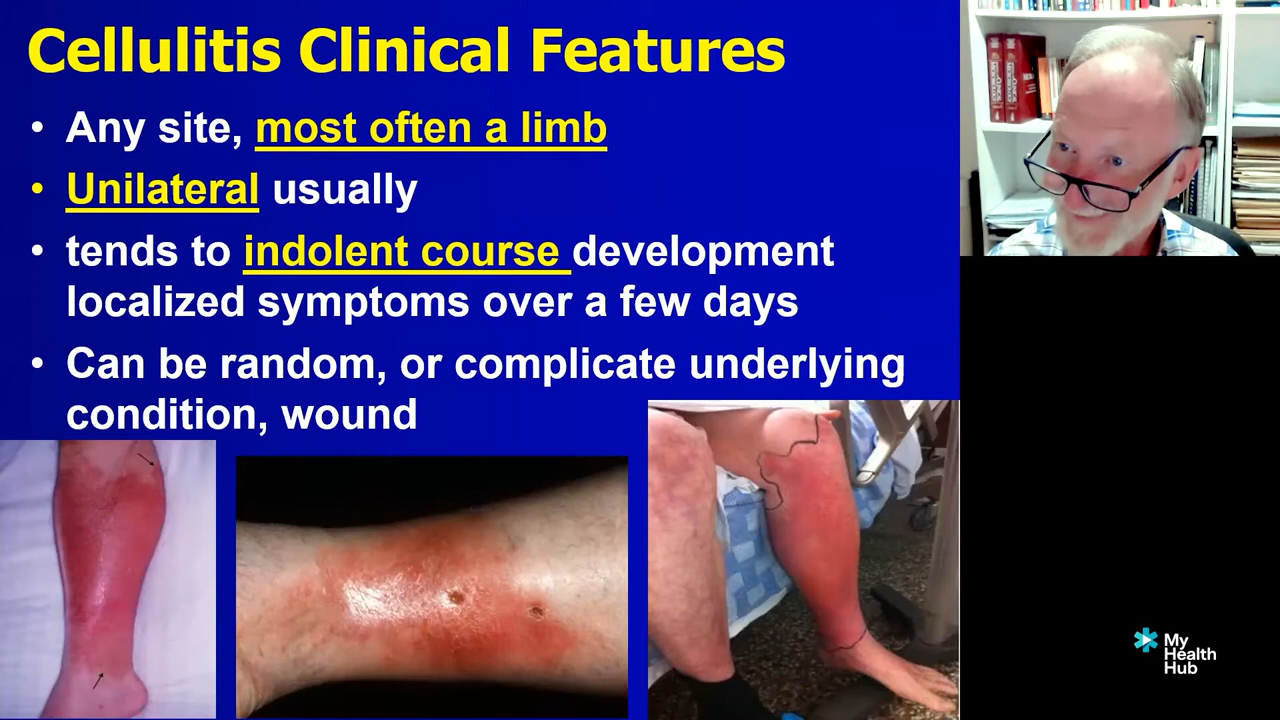 Cellulitis Clinical Features
• Any site, most often a limb
• Unilateral usually
• tends to indolent course development
localized symptoms over a few days
• Can be random, or complicate underlying
condition, wound
My
Health
Hub